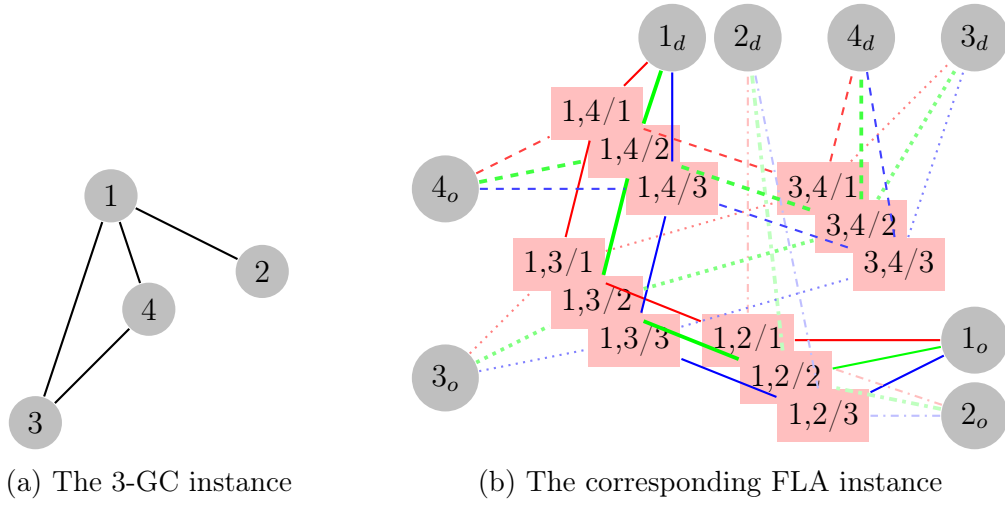 1_d 2_d 4_d 3_d
1,4/1
1,4/2
1,4/3
3,4/1
3,4/2
3,4/3
4_o
1
2
4
3
1,3/1
1,3/2
1,3/3
1,2/1
1,2/2
1,2/3
1_o
3_o
2_o
(a) The 3-GC instance
(b) The corresponding FLA instance